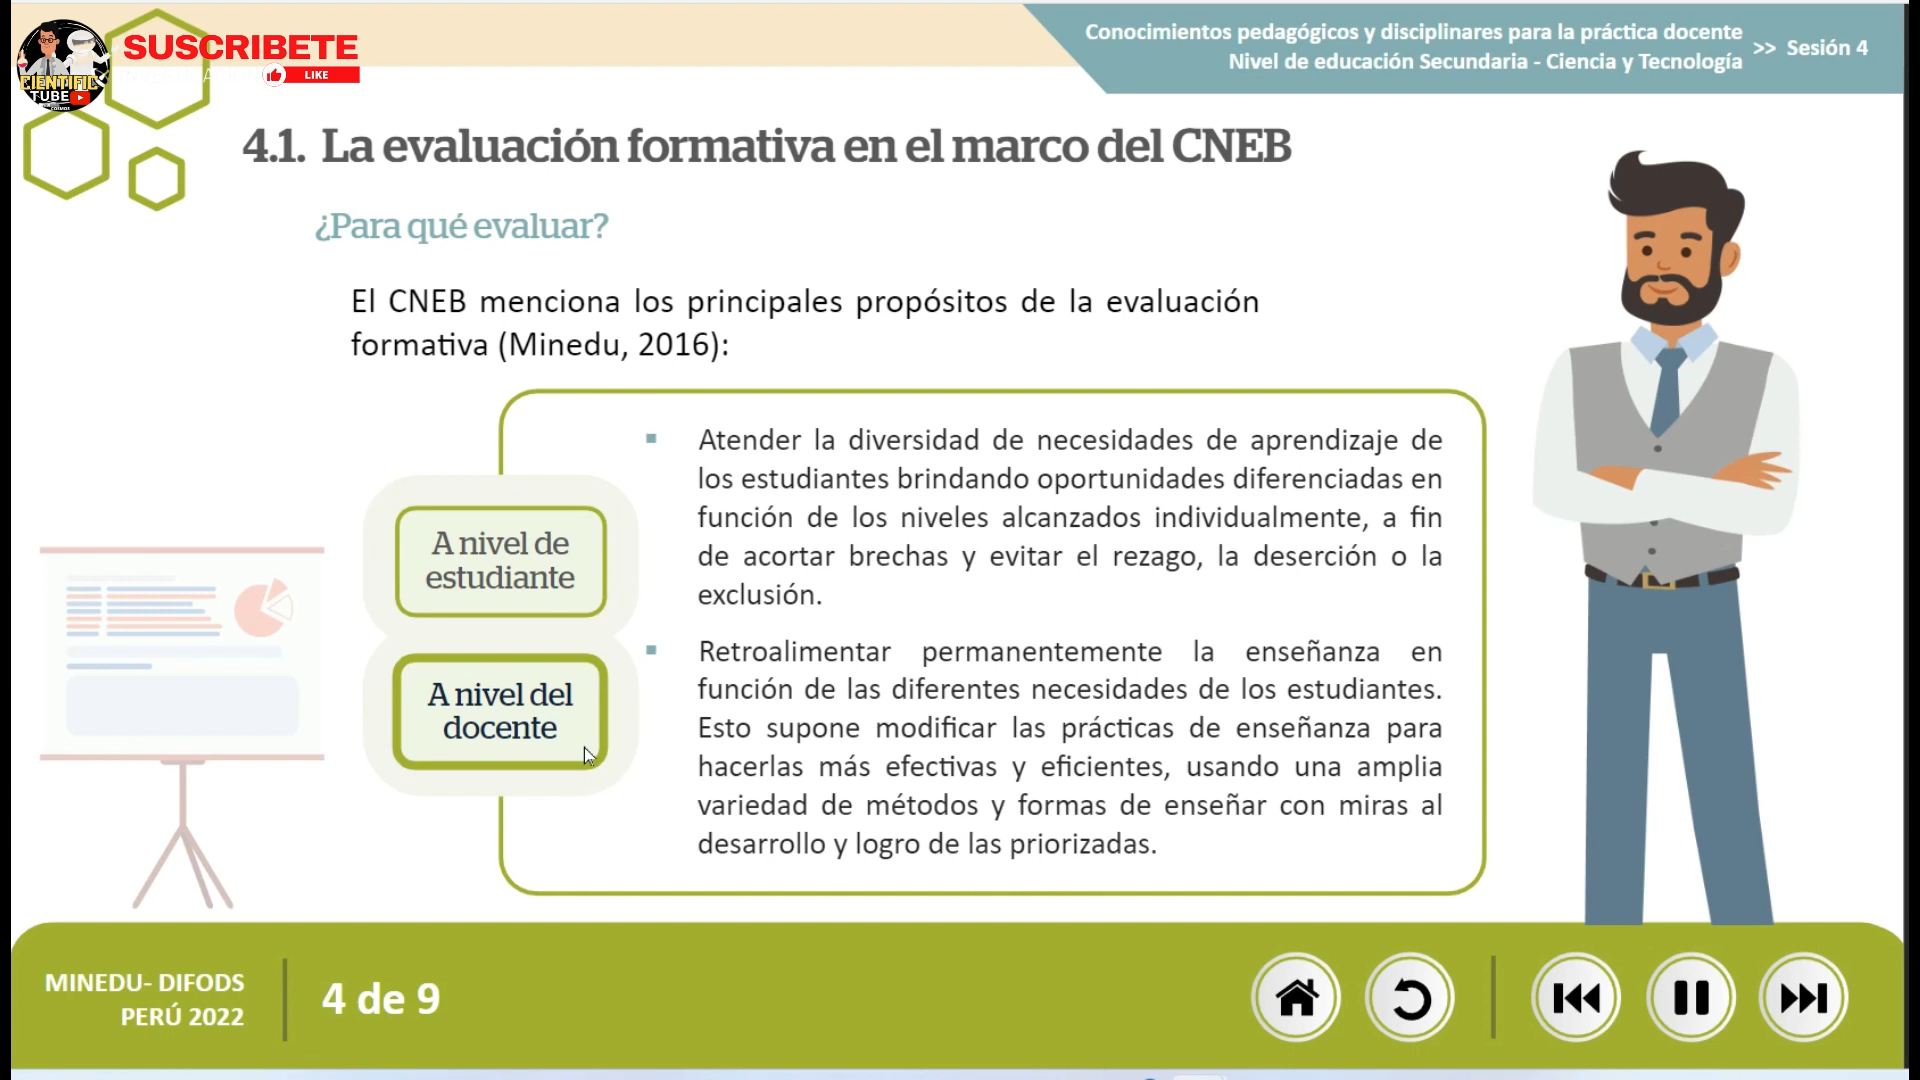 SUSCRIBETE
LIKE
CIENTIFIC
TUBE
COSMOS
Conocimientos pedagógicos y disciplinares para la práctica docente
Nivel de educación Secundaria - Ciencia y Tecnología
>> Sesión 4
4.1. La evaluación formativa en el marco del CNEB
¿Para qué evaluar?
El CNEB menciona los principales propósitos de la evaluación
formativa (Minedu, 2016):
A nivel de
estudiante
▪ Atender la diversidad de necesidades de aprendizaje de
los estudiantes brindando oportunidades diferenciadas en
función de los niveles alcanzados individualmente, a fin
de acortar brechas y evitar el rezago, la deserción o la
exclusión.
A nivel del
docente
▪ Retroalimentar permanentemente la enseñanza en
función de las diferentes necesidades de los estudiantes.
Esto supone modificar las prácticas de enseñanza para
hacerlas más efectivas y eficientes, usando una amplia
variedad de métodos y formas de enseñar con miras al
desarrollo y logro de las priorizadas.
MINEDU- DIFODS
PERÚ 2022
4 de 9